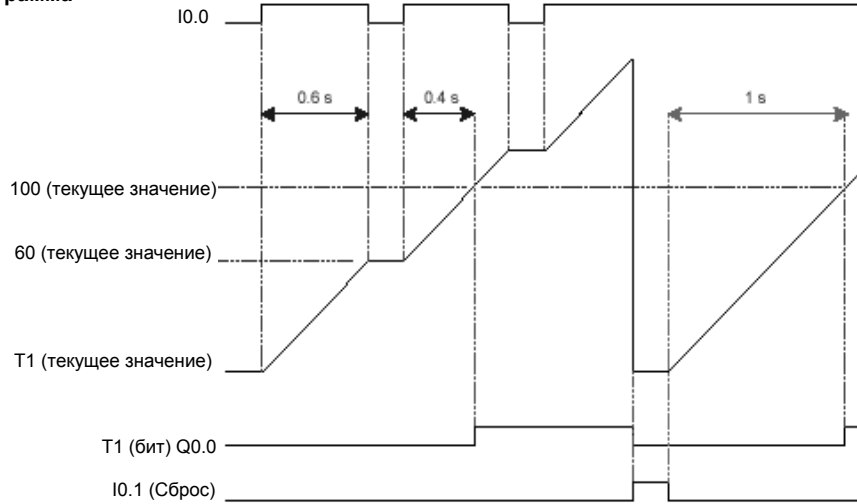 I0.0
0.6 s
0.4 s
1 s
100 (текущее значение)
60 (текущее значение)
T1 (текущее значение)
T1 (бит) Q0.0
I0.1 (Сброс)